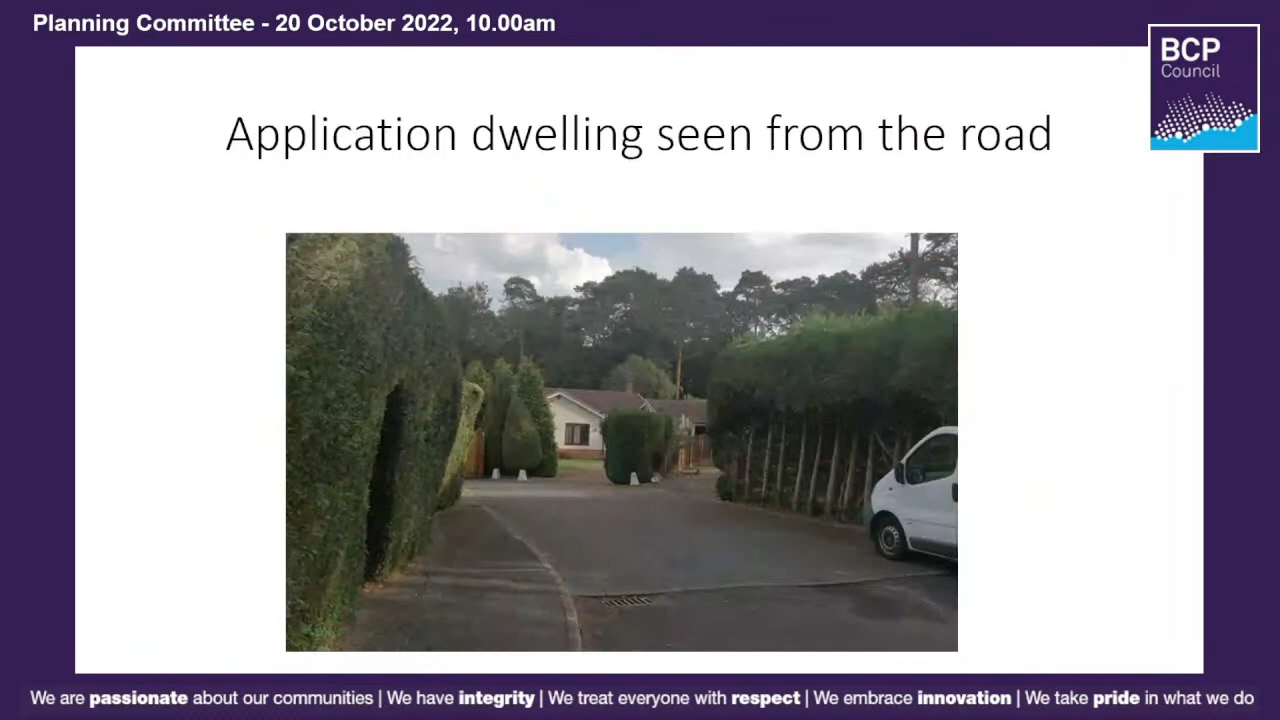 Planning Committee - 20 October 2022, 10.00am
BCP
Council
Application dwelling seen from the road
We are passionate about our communities | We have integrity | We treat everyone with respect | We embrace innovation | We take pride in what we do